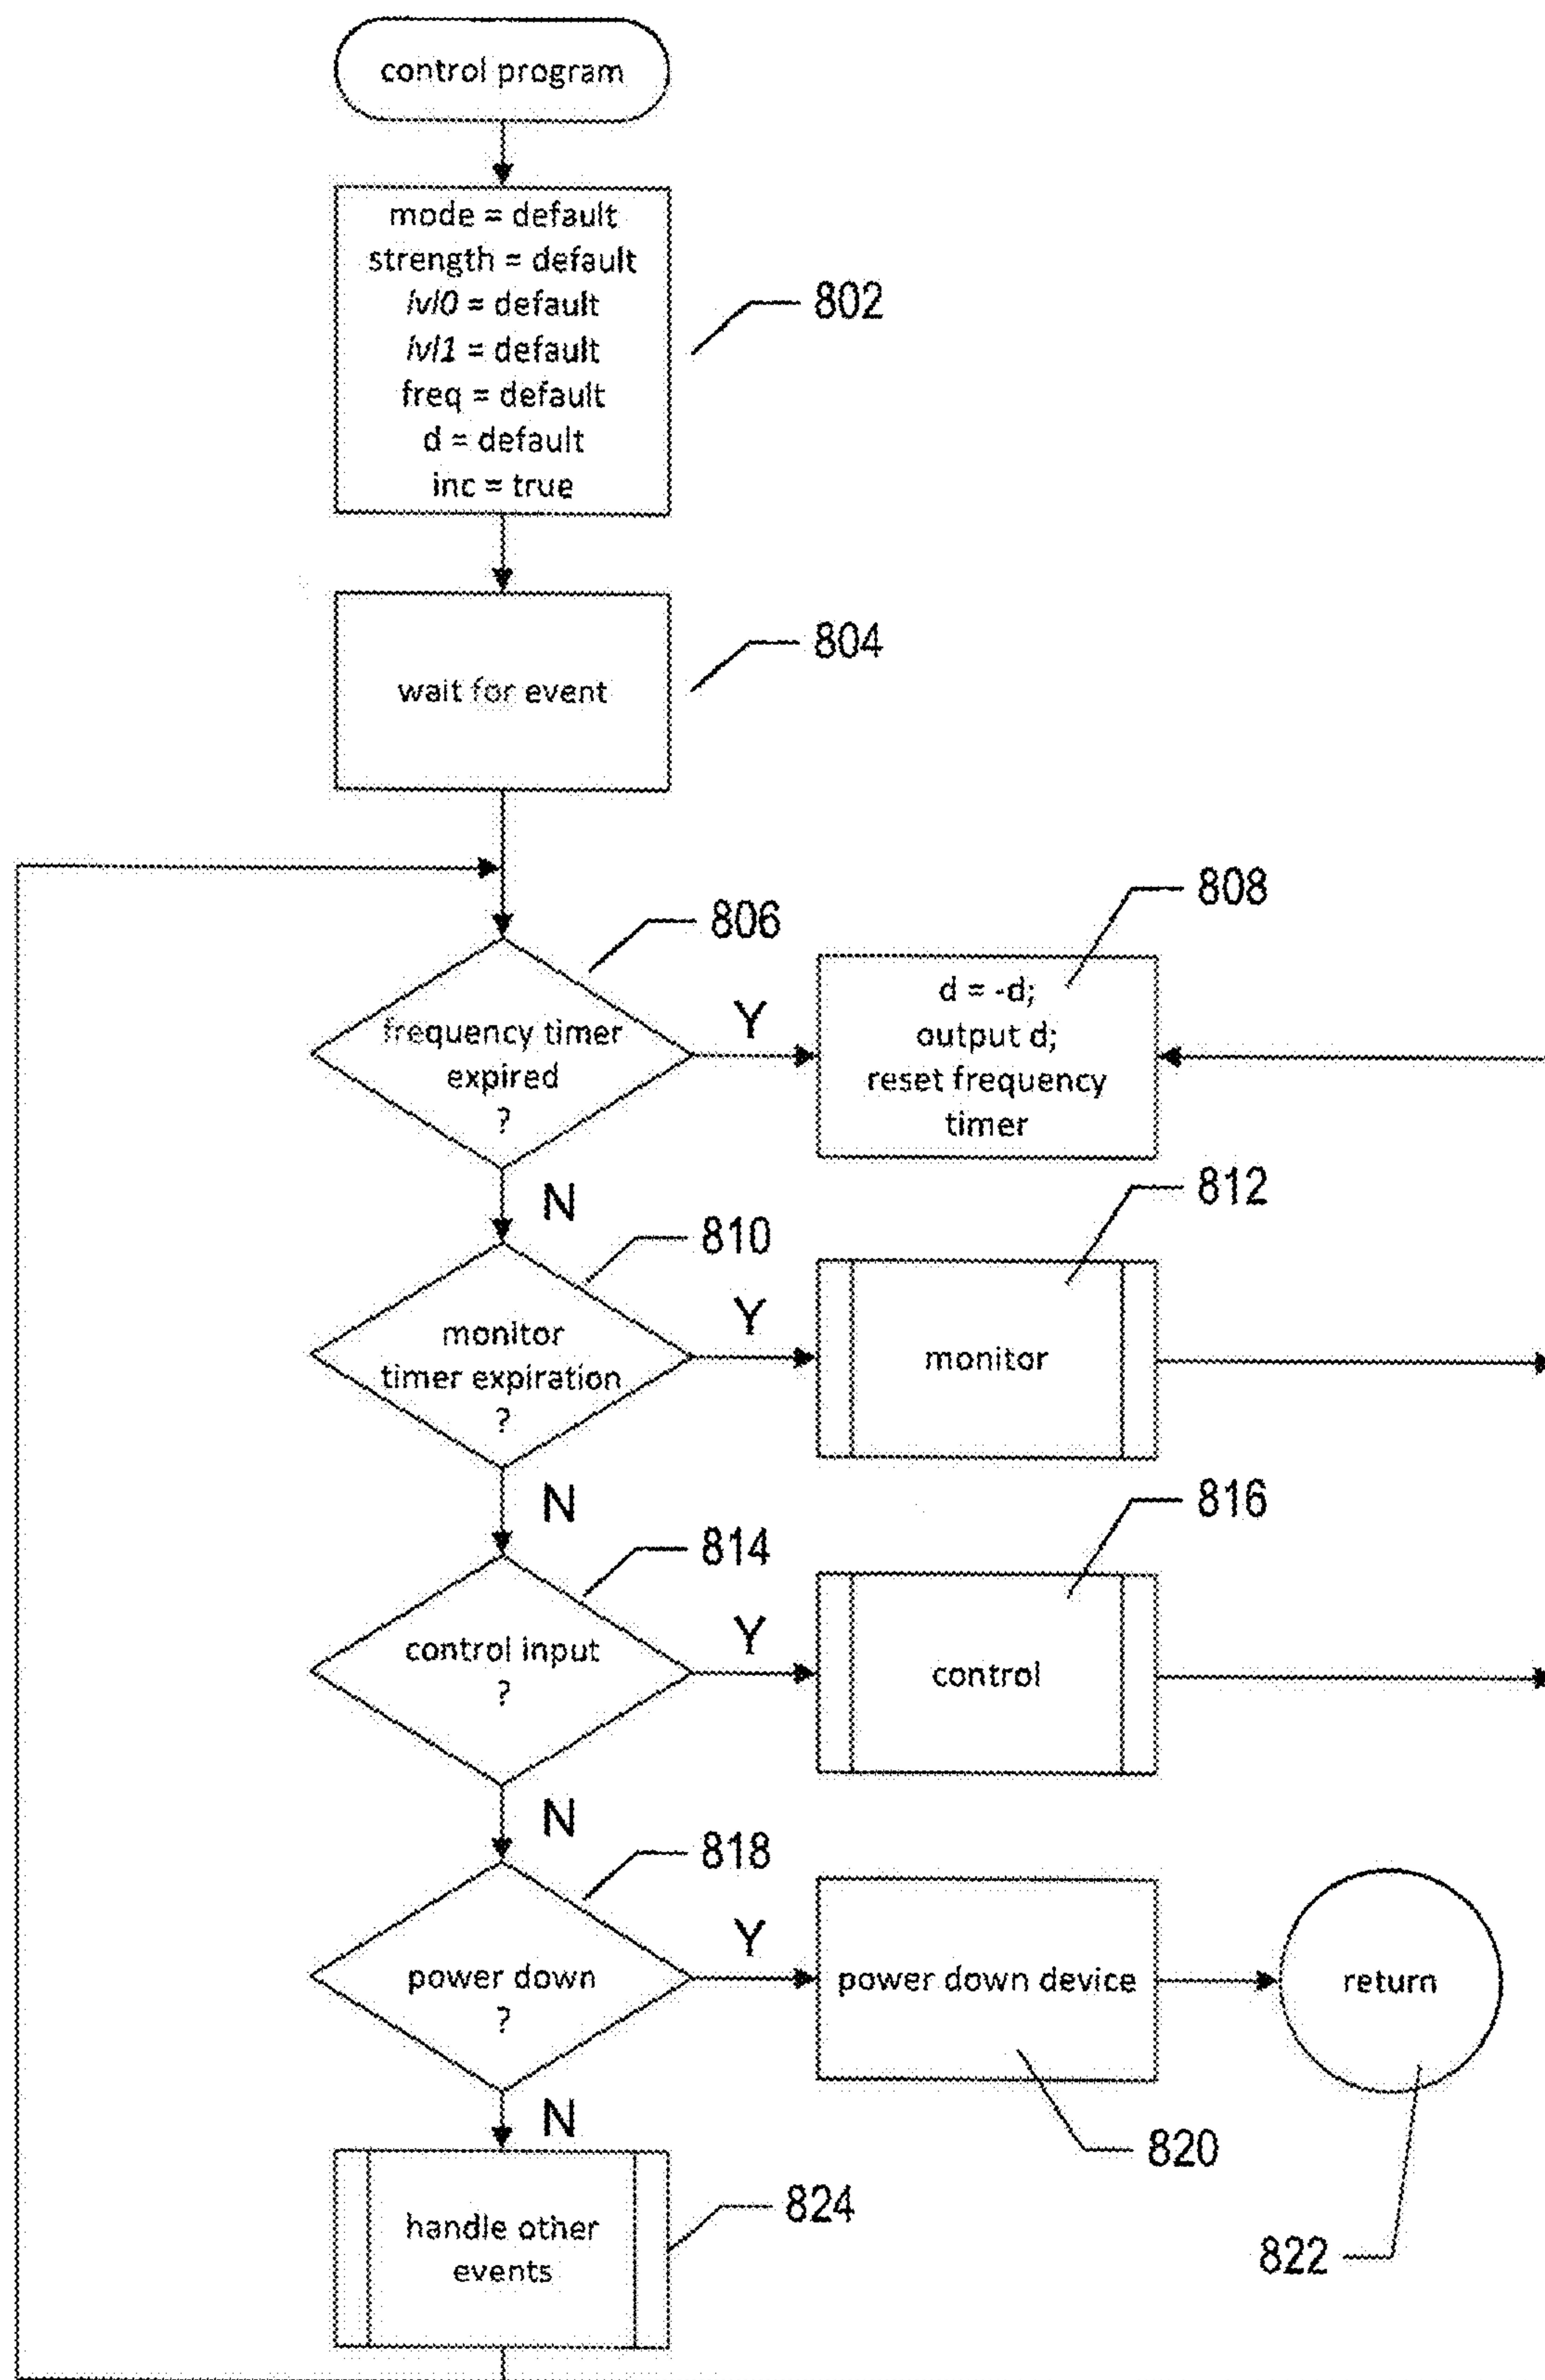 control program
mode = default
strength = default
lvl0 = default
lvl1 = default
freq = default
d = default
inc = true
802
wait for event
804
806
frequency timer
expired
?
Y
N
808
d = -d;
output d;
reset frequency
timer
810
monitor
timer expiration
?
Y
N
812
monitor
814
control input
?
Y
N
816
control
818
power down
?
Y
N
power down device
820
return
822
handle other
events
824